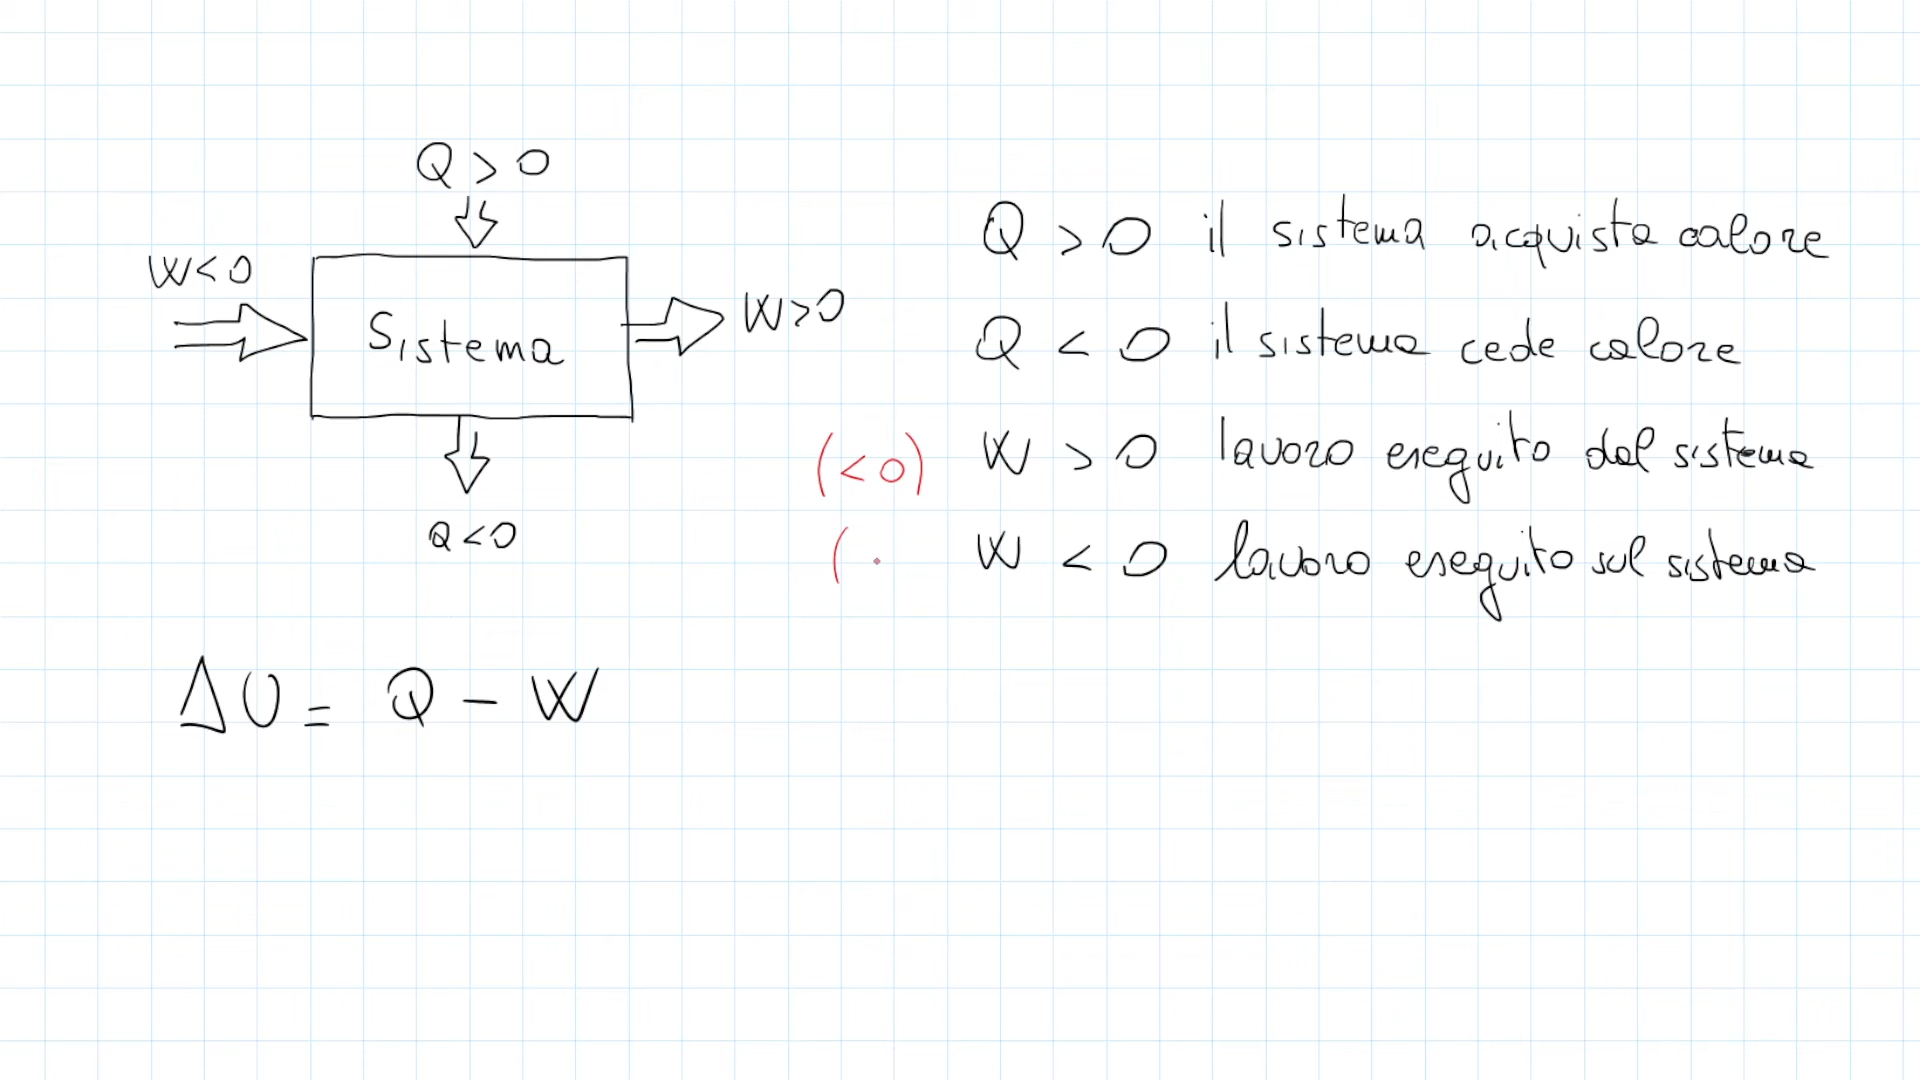 Q > 0
W < 0
Sistema
W > 0
Q < 0
ΔU = Q - W
Q > 0 il sistema acquista calore
Q < 0 il sistema cede calore
(< 0) W > 0 lavoro eseguito dal sistema
( · W < 0 lavoro eseguito sul sistema